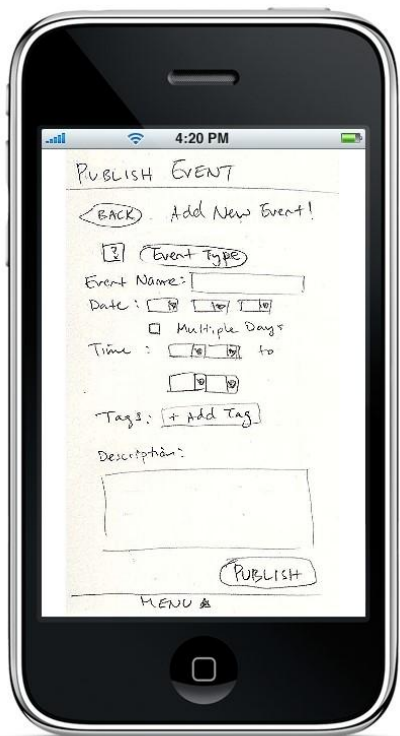 4:20 PM
PUBLISH EVENT
BACK Add New Event!
? Event Type
Event Name:
Date:
Multiple Days
Time: to
Tags: + Add Tag
Description:
PUBLISH
MENU